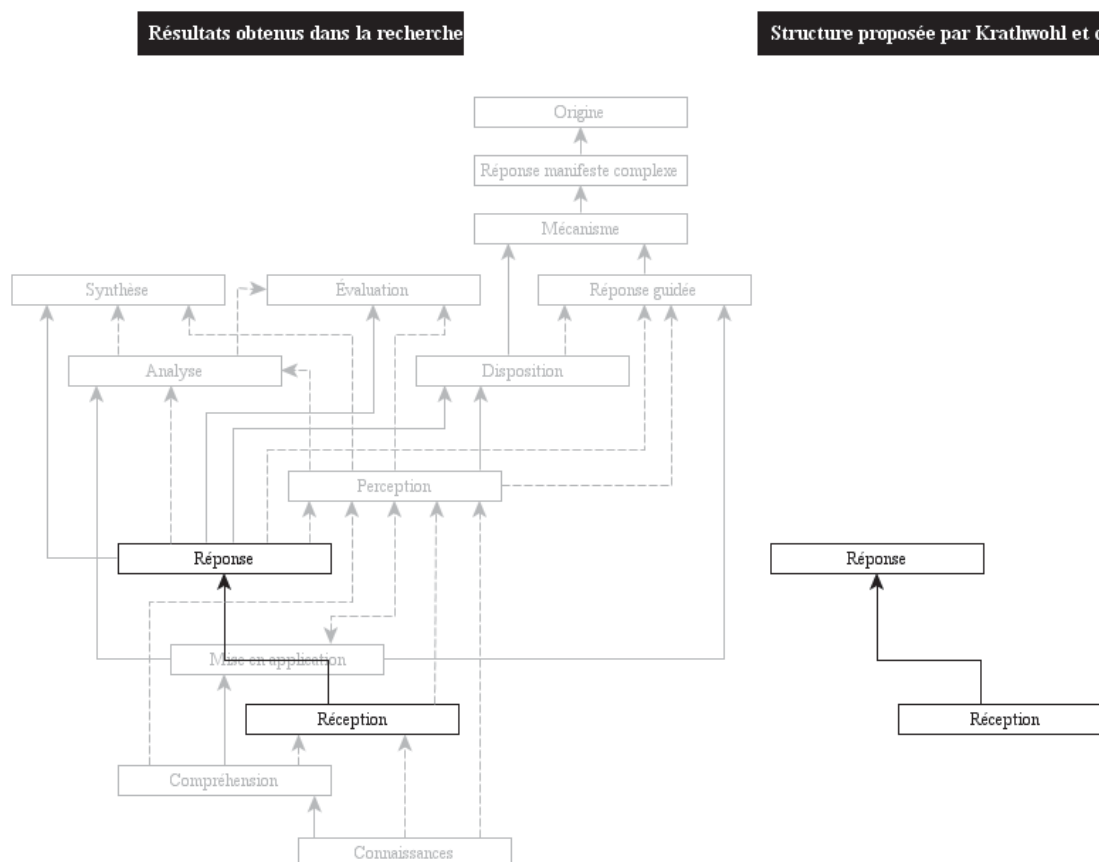 Résultats obtenus dans la recherche
Structure proposée par Krathwohl et
Origine
Réponse manifeste complexe
Mécanisme
Synthèse
Évaluation
Réponse guidée
Analyse
Disposition
Perception
Réponse
Réponse
Mise en application
Réception
Réception
Compréhension
Connaissances